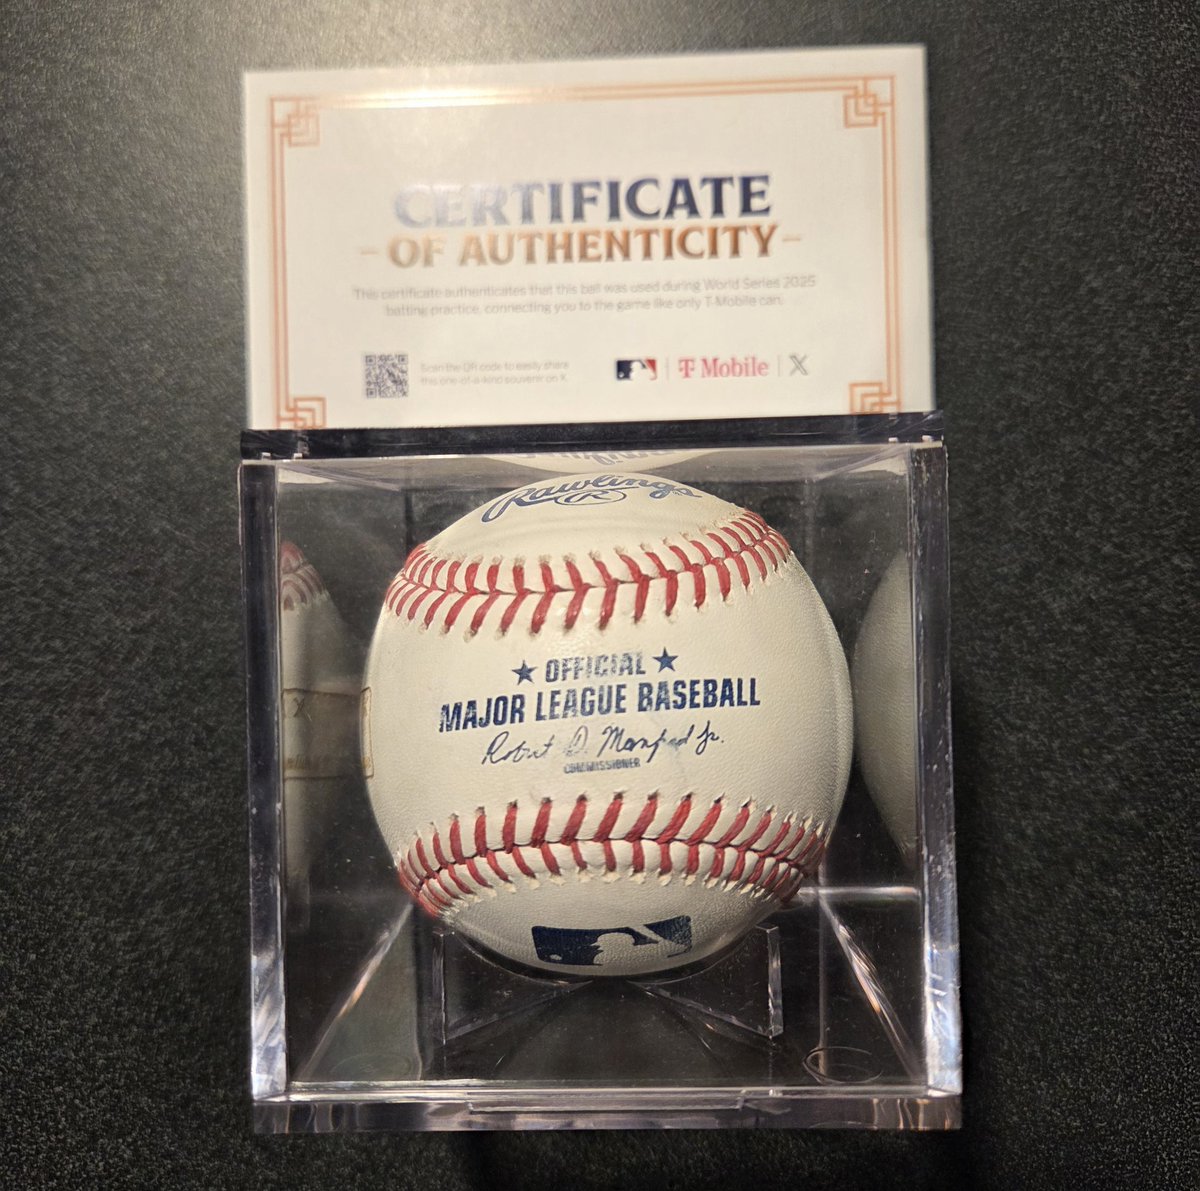 CERTIFICATE
- OF AUTHENTICITY -
This certificate authenticates that this ball was used during World Series 2025
batting practice, connecting you to the game like only T-Mobile can.
Scan the QR code to easily share
this one-of-a-kind souvenir on X.
MLB | T Mobile | X
Rawlings
R
★ OFFICIAL ★
MAJOR LEAGUE BASEBALL
Robert D. Manfred Jr.
COMMISSIONER